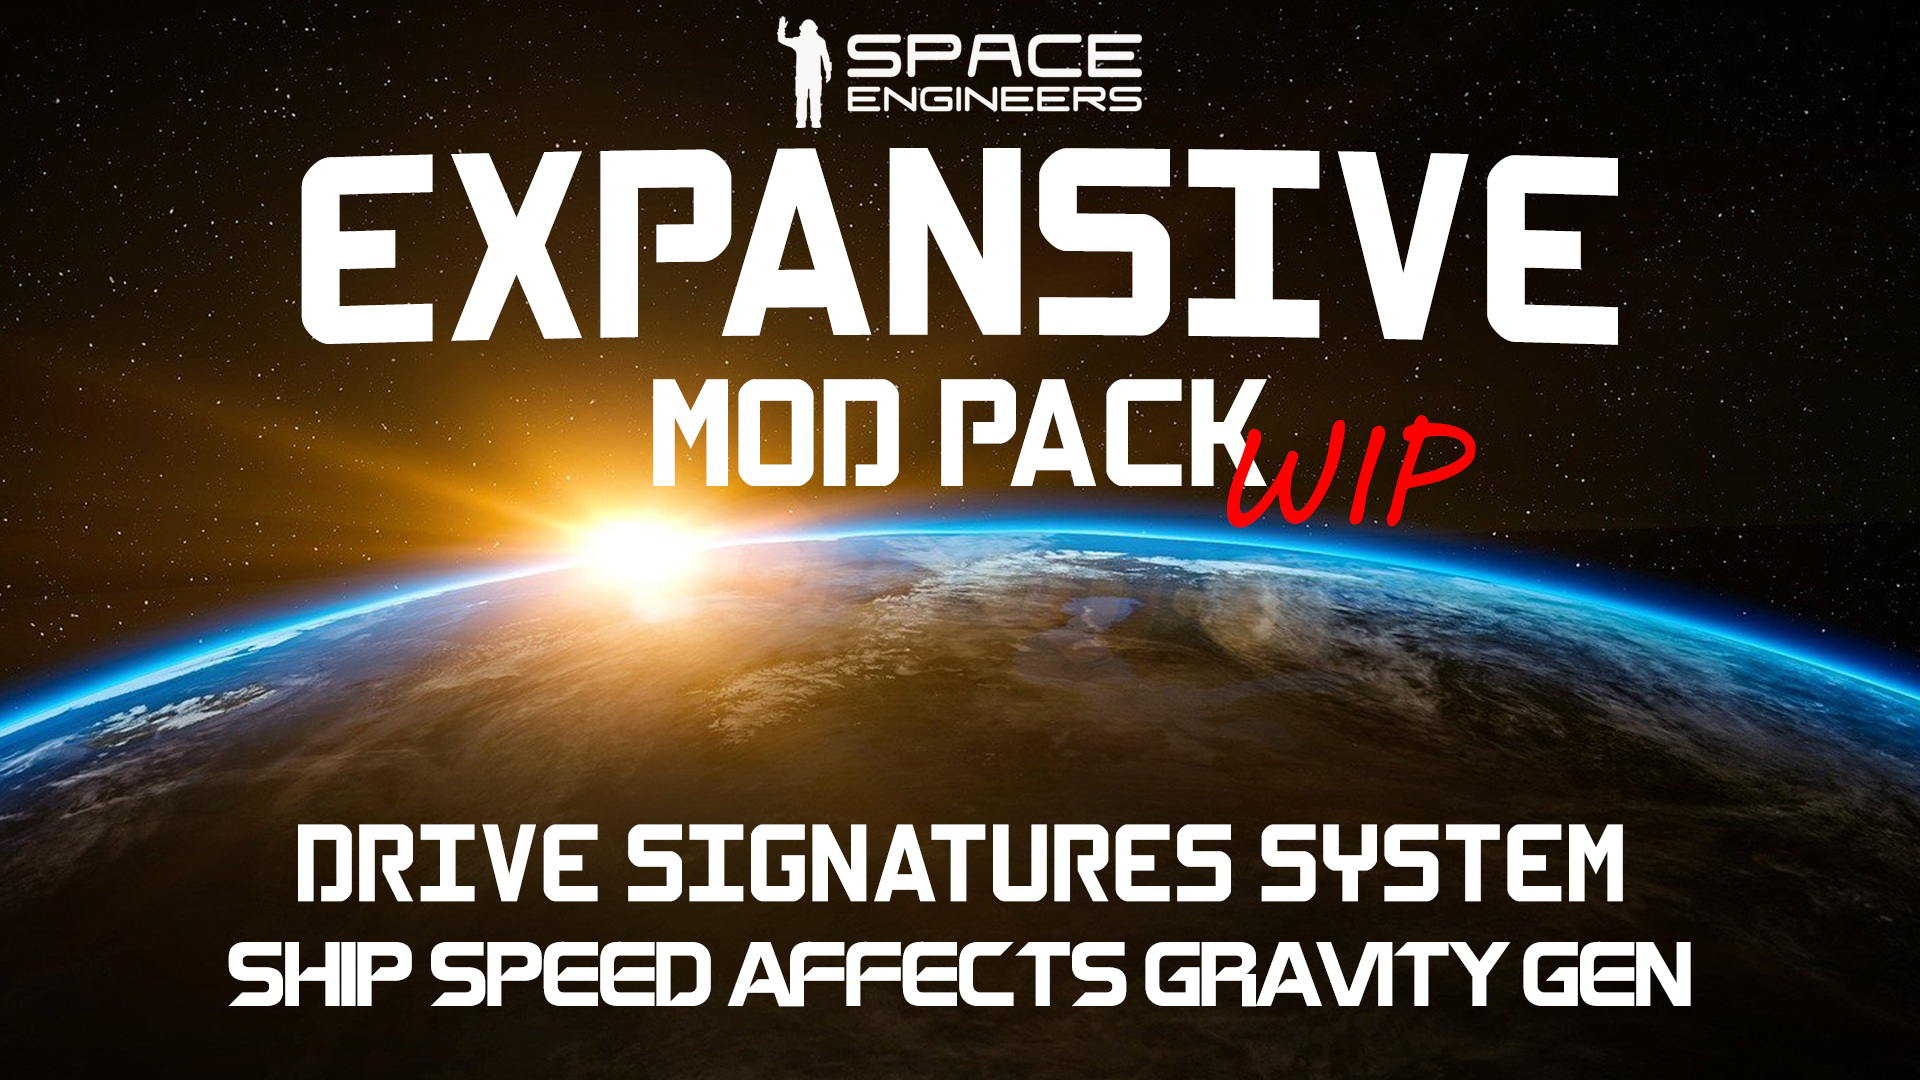 SPACE
ENGINEERS
EXPANSIVE
MOD PACK
WIP
DRIVE SIGNATURES SYSTEM
SHIP SPEED AFFECTS GRAVITY GEN